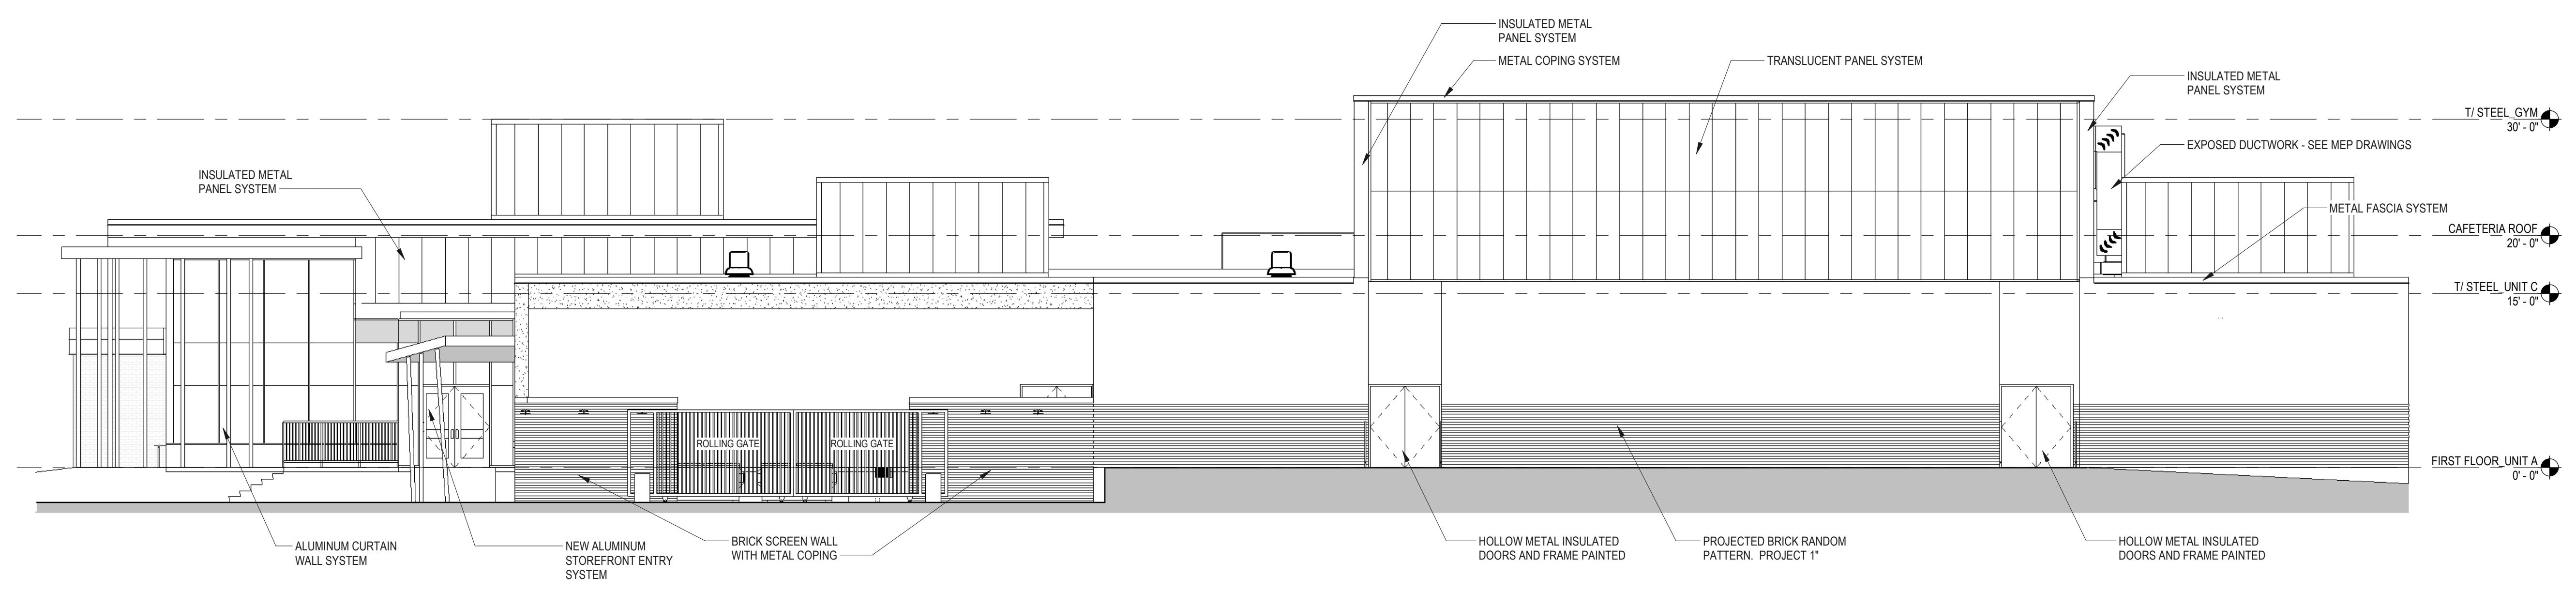 INSULATED METAL
PANEL SYSTEM
METAL COPING SYSTEM
TRANSLUCENT PANEL SYSTEM
INSULATED METAL
PANEL SYSTEM
T/ STEEL_GYM
30' - 0"
EXPOSED DUCTWORK - SEE MEP DRAWINGS
INSULATED METAL
PANEL SYSTEM
METAL FASCIA SYSTEM
CAFETERIA ROOF
20' - 0"
T/ STEEL_UNIT C
15' - 0"
ROLLING GATE
ROLLING GATE
FIRST FLOOR_UNIT A
0' - 0"
ALUMINUM CURTAIN
WALL SYSTEM
NEW ALUMINUM
STOREFRONT ENTRY
SYSTEM
BRICK SCREEN WALL
WITH METAL COPING
HOLLOW METAL INSULATED
DOORS AND FRAME PAINTED
PROJECTED BRICK RANDOM
PATTERN. PROJECT 1"
HOLLOW METAL INSULATED
DOORS AND FRAME PAINTED